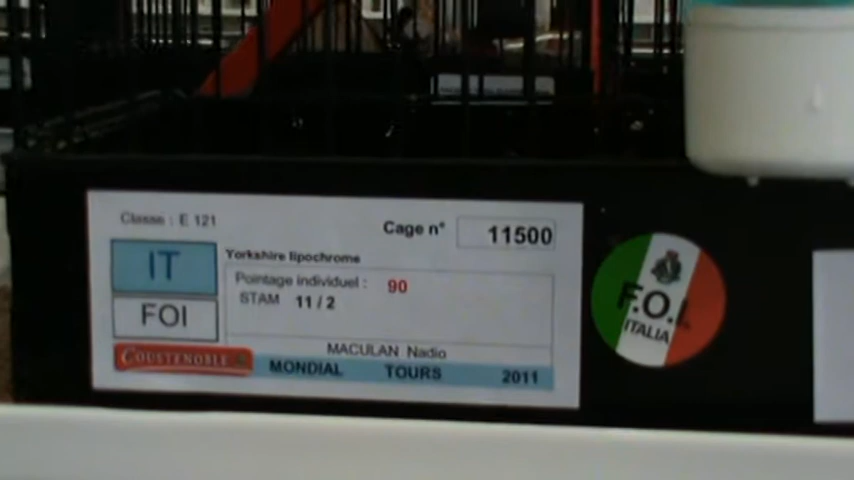 Classe : E 121
Cage n° 11500
IT
Yorkshire lipochrome
Pointage individuel : 90
STAM 11 / 2
FOI
MACULAN Nadio
COUSTENOBLE
MONDIAL TOURS 2011
F.O.I.
ITALIA